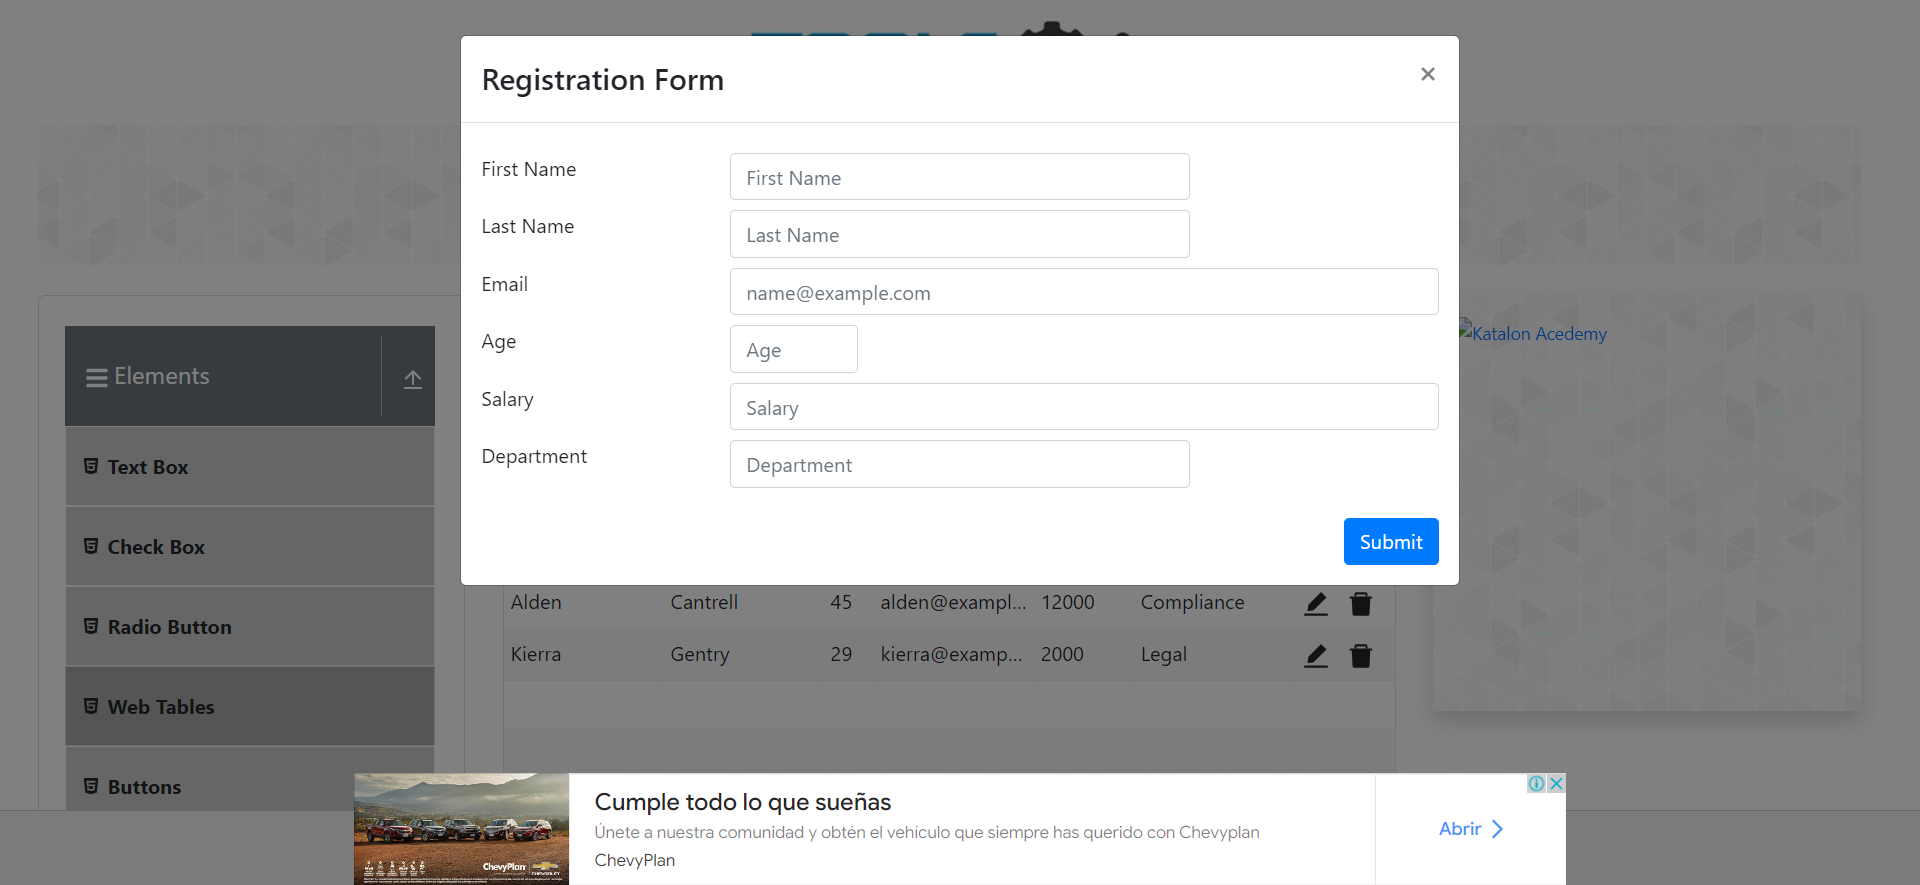 Registration Form
×
First Name
First Name
Last Name
Last Name
Email
name@example.com
Age
Age
Salary
Salary
Department
Department
Submit
Katalon Acedemy
Elements
Text Box
Check Box
Radio Button
Web Tables
Buttons
Alden Cantrell 45 alden@exampl... 12000 Compliance
Kierra Gentry 29 kierra@examp... 2000 Legal
Cumple todo lo que sueñas
Únete a nuestra comunidad y obtén el vehículo que siempre has querido con Chevyplan
ChevyPlan
Abrir
ChevyPlan
CHEVROLET